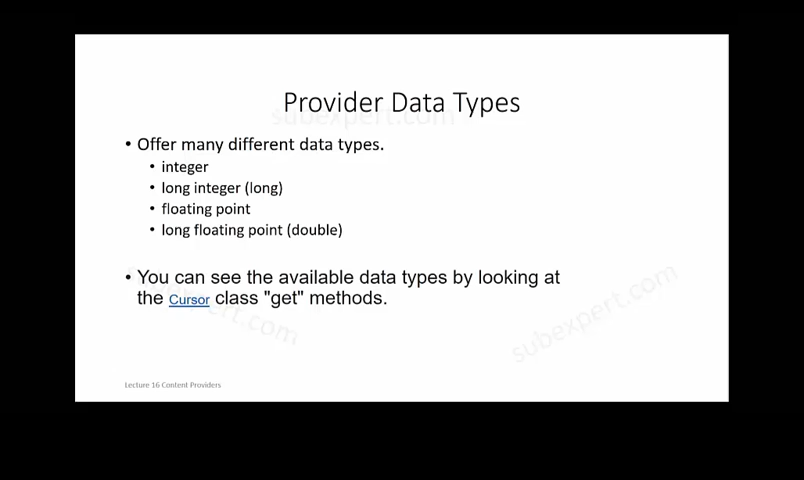 Provider Data Types
subexpert.com
• Offer many different data types.
• integer
• long integer (long)
• floating point
• long floating point (double)
• You can see the available data types by looking at
the Cursor class "get" methods.
subexpert.com
Lecture 16 Content Providers